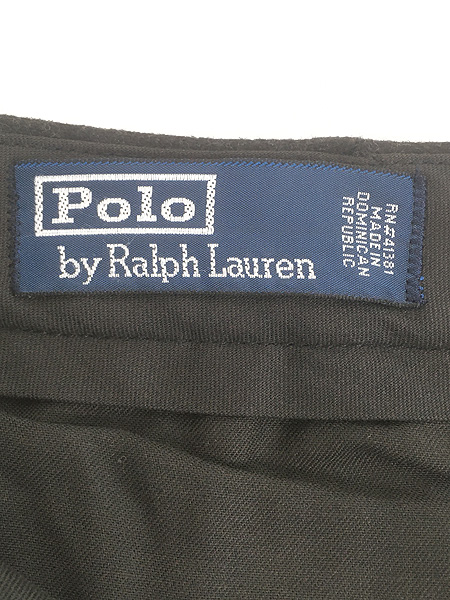 Polo
by Ralph Lauren
RN#41381
MADE IN
DOMINICAN
REPUBLIC